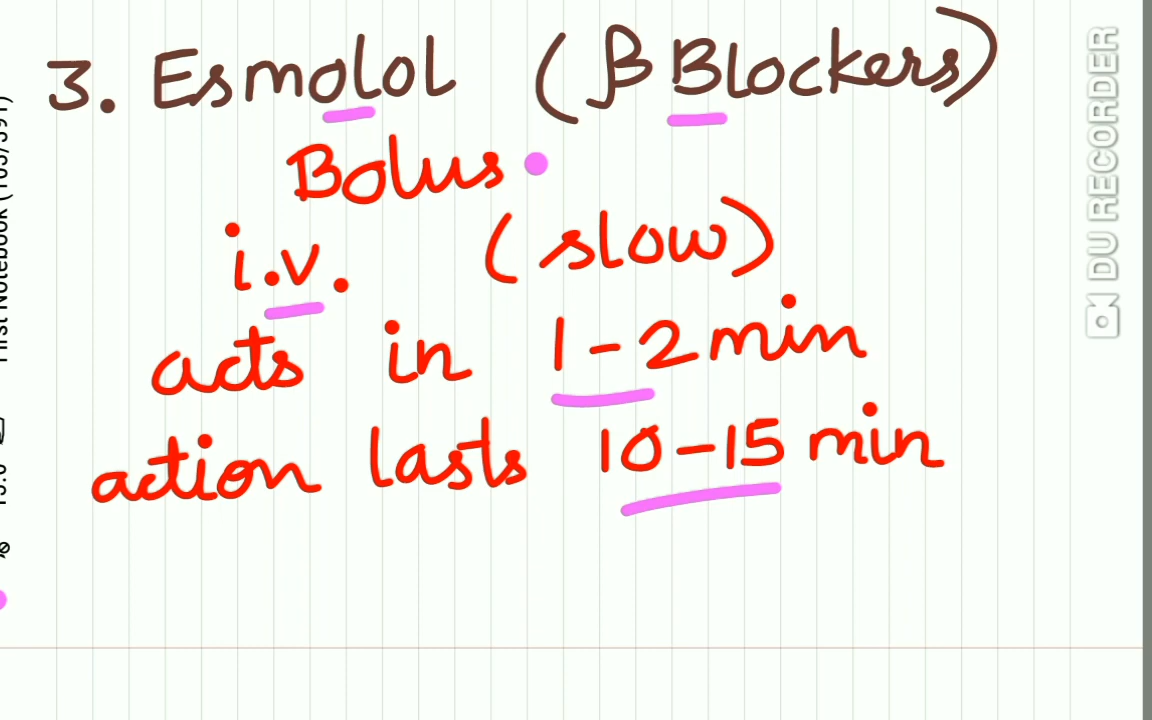 3. Esmolol (β Blockers)
Bolus
i.v. (slow)
acts in 1-2 min
action lasts 10-15 min
DU RECORDER